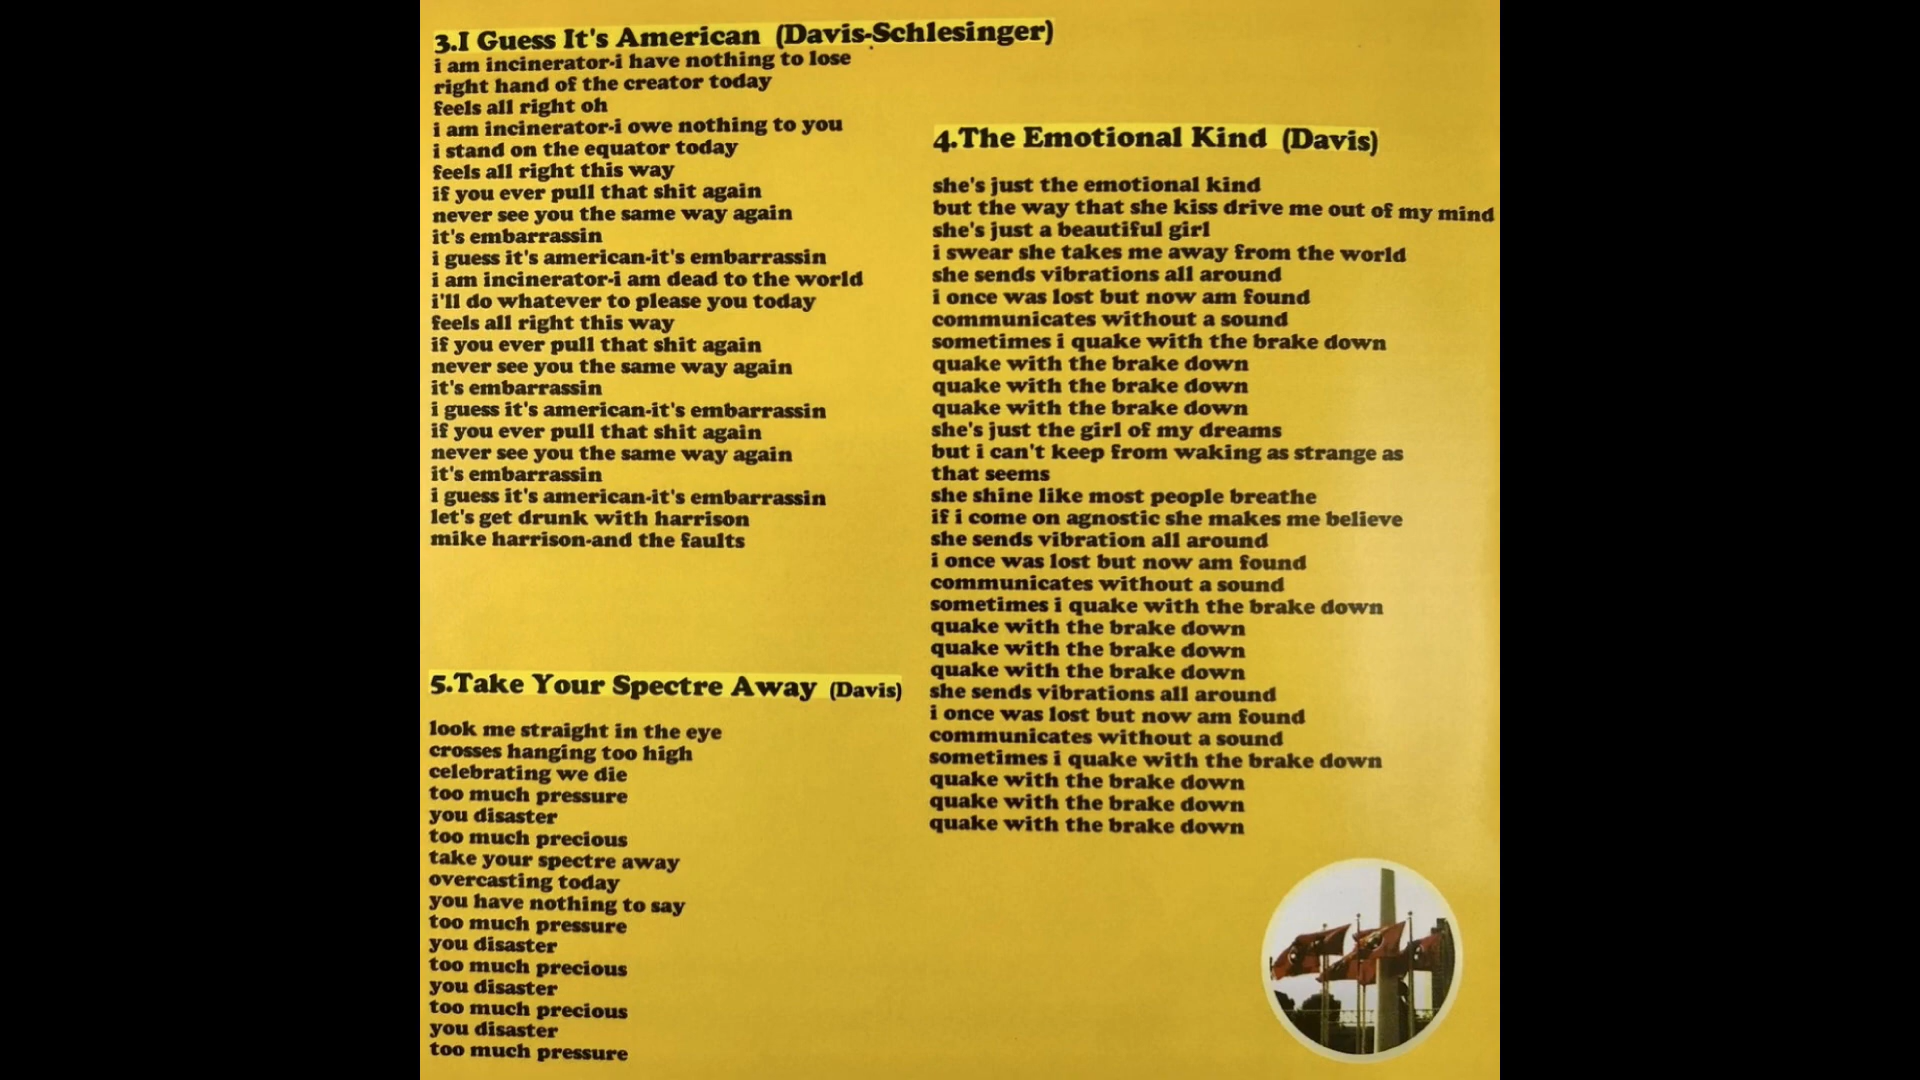 3.I Guess It's American (Davis-Schlesinger)
i am incinerator-i have nothing to lose
right hand of the creator today
feels all right oh
i am incinerator-i owe nothing to you
i stand on the equator today
feels all right this way
if you ever pull that shit again
never see you the same way again
it's embarrassin
i guess it's american-it's embarrassin
i am incinerator-i am dead to the world
i'll do whatever to please you today
feels all right this way
if you ever pull that shit again
never see you the same way again
it's embarrassin
i guess it's american-it's embarrassin
if you ever pull that shit again
never see you the same way again
it's embarrassin
i guess it's american-it's embarrassin
let's get drunk with harrison
mike harrison-and the faults
4.The Emotional Kind (Davis)
she's just the emotional kind
but the way that she kiss drive me out of my mind
she's just a beautiful girl
i swear she takes me away from the world
she sends vibrations all around
i once was lost but now am found
communicates without a sound
sometimes i quake with the brake down
quake with the brake down
quake with the brake down
quake with the brake down
she's just the girl of my dreams
but i can't keep from waking as strange as
that seems
she shine like most people breathe
if i come on agnostic she makes me believe
she sends vibration all around
i once was lost but now am found
communicates without a sound
sometimes i quake with the brake down
quake with the brake down
quake with the brake down
quake with the brake down
she sends vibrations all around
i once was lost but now am found
communicates without a sound
sometimes i quake with the brake down
quake with the brake down
quake with the brake down
quake with the brake down
5.Take Your Spectre Away (Davis)
look me straight in the eye
crosses hanging too high
celebrating we die
too much pressure
you disaster
too much precious
take your spectre away
overcasting today
you have nothing to say
too much pressure
you disaster
too much precious
you disaster
too much precious
you disaster
too much pressure